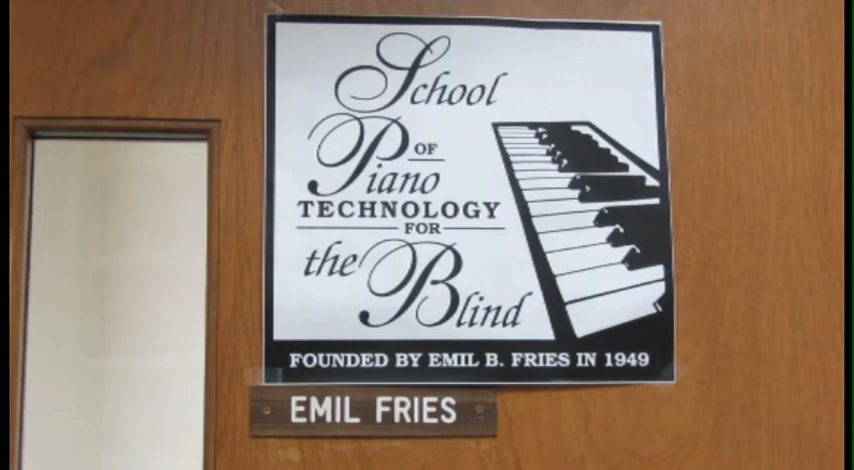 School
OF
Piano
TECHNOLOGY
FOR
the Blind
FOUNDED BY EMIL B. FRIES IN 1949
EMIL FRIES